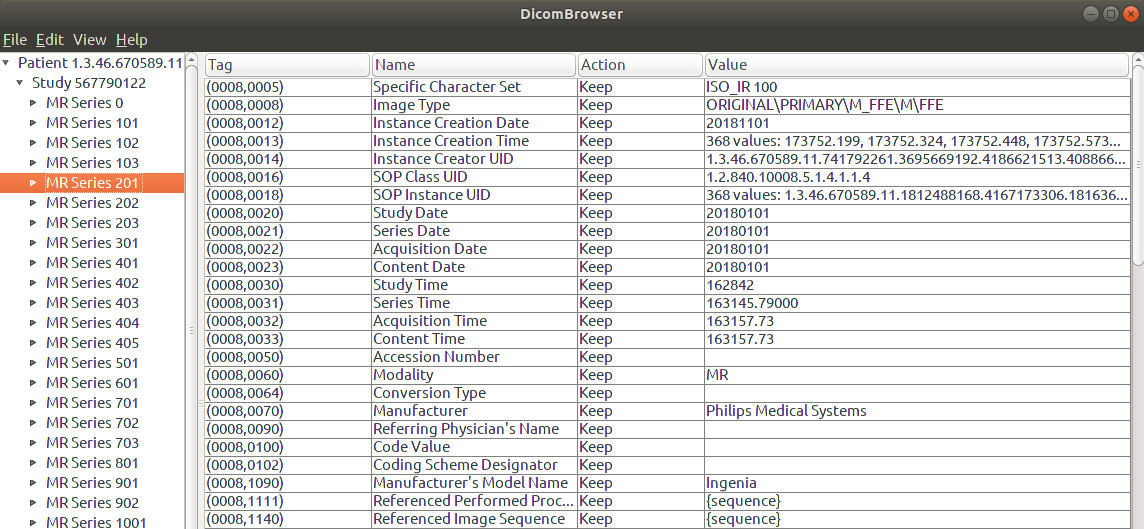 DicomBrowser
File Edit View Help
Patient 1.3.46.670589.11
Study 567790122
MR Series 0
MR Series 101
MR Series 102
MR Series 103
MR Series 201
MR Series 202
MR Series 203
MR Series 301
MR Series 401
MR Series 402
MR Series 403
MR Series 404
MR Series 405
MR Series 501
MR Series 601
MR Series 701
MR Series 702
MR Series 703
MR Series 801
MR Series 901
MR Series 902
MR Series 1001
Tag Name Action Value
(0008,0005) Specific Character Set Keep ISO_IR 100
(0008,0008) Image Type Keep ORIGINAL\PRIMARY\M_FFE\M\FFE
(0008,0012) Instance Creation Date Keep 20181101
(0008,0013) Instance Creation Time Keep 368 values: 173752.199, 173752.324, 173752.448, 173752.573...
(0008,0014) Instance Creator UID Keep 1.3.46.670589.11.741792261.3695669192.4186621513.408866...
(0008,0016) SOP Class UID Keep 1.2.840.10008.5.1.4.1.1.4
(0008,0018) SOP Instance UID Keep 368 values: 1.3.46.670589.11.1812488168.4167173306.181636...
(0008,0020) Study Date Keep 20180101
(0008,0021) Series Date Keep 20180101
(0008,0022) Acquisition Date Keep 20180101
(0008,0023) Content Date Keep 20180101
(0008,0030) Study Time Keep 162842
(0008,0031) Series Time Keep 163145.79000
(0008,0032) Acquisition Time Keep 163157.73
(0008,0033) Content Time Keep 163157.73
(0008,0050) Accession Number Keep
(0008,0060) Modality Keep MR
(0008,0064) Conversion Type Keep
(0008,0070) Manufacturer Keep Philips Medical Systems
(0008,0090) Referring Physician's Name Keep
(0008,0100) Code Value Keep
(0008,0102) Coding Scheme Designator Keep
(0008,1090) Manufacturer's Model Name Keep Ingenia
(0008,1111) Referenced Performed Proc... Keep {sequence}
(0008,1140) Referenced Image Sequence Keep {sequence}